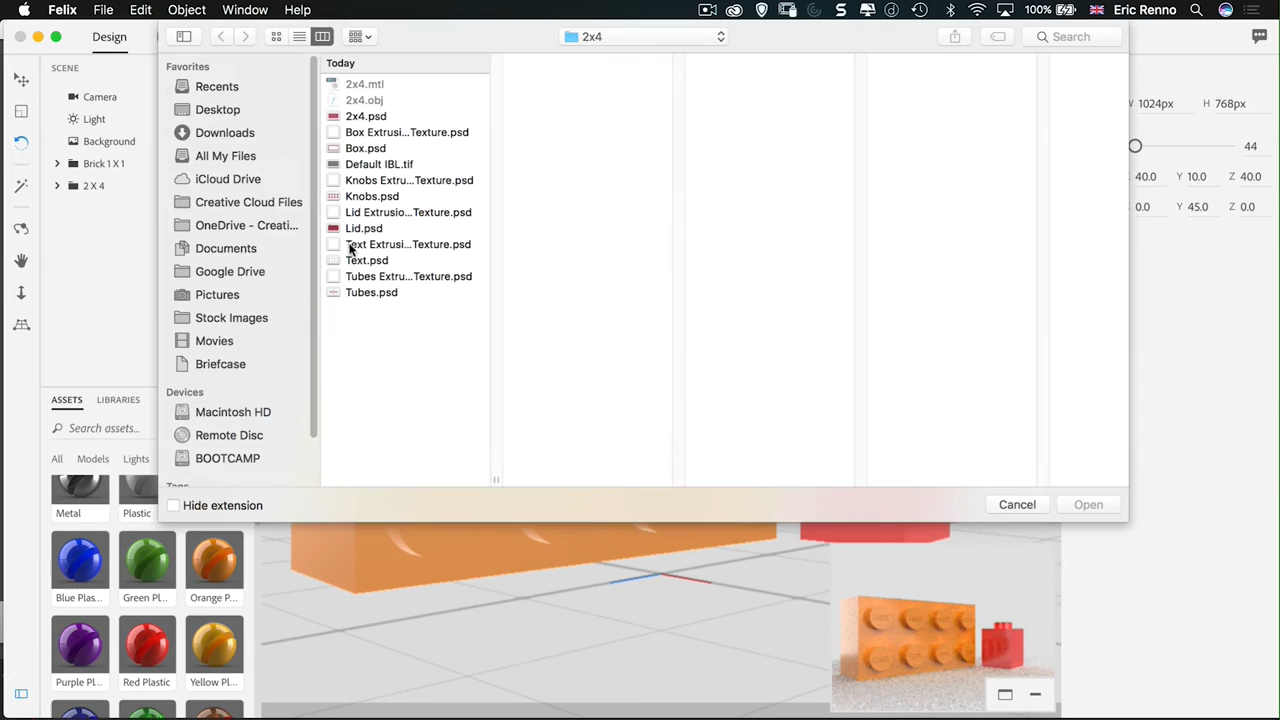 Felix File Edit Object Camera View Window Help 100% Eric Renno
Design 2x4 Search
SCENE
Camera
Light
Background
Brick 1 X 1
2 X 4
Favorites
Recents
Desktop
Downloads
All My Files
iCloud Drive
Creative Cloud Files
OneDrive - Creati...
Documents
Google Drive
Pictures
Stock Images
Movies
Briefcase
Devices
Macintosh HD
Remote Disc
BOOTCAMP
Today
2x4.mtl
2x4.obj
2x4.psd
Box Extrusi...Texture.psd
Box.psd
Default IBL.tif
Knobs Extru...Texture.psd
Knobs.psd
Lid Extrusio...Texture.psd
Lid.psd
Text Extrusi...Texture.psd
Text.psd
Tubes Extru...Texture.psd
Tubes.psd
W 1024px H 768px
44
X 40.0 Y 10.0 Z 40.0
X 0.0 Y 45.0 Z 0.0
Hide extension Cancel Open
ASSETS LIBRARIES
Search assets...
All Models Lights
Metal Plastic
Blue Plas... Green Pl... Orange P...
Purple Pl... Red Plastic Yellow Pl...